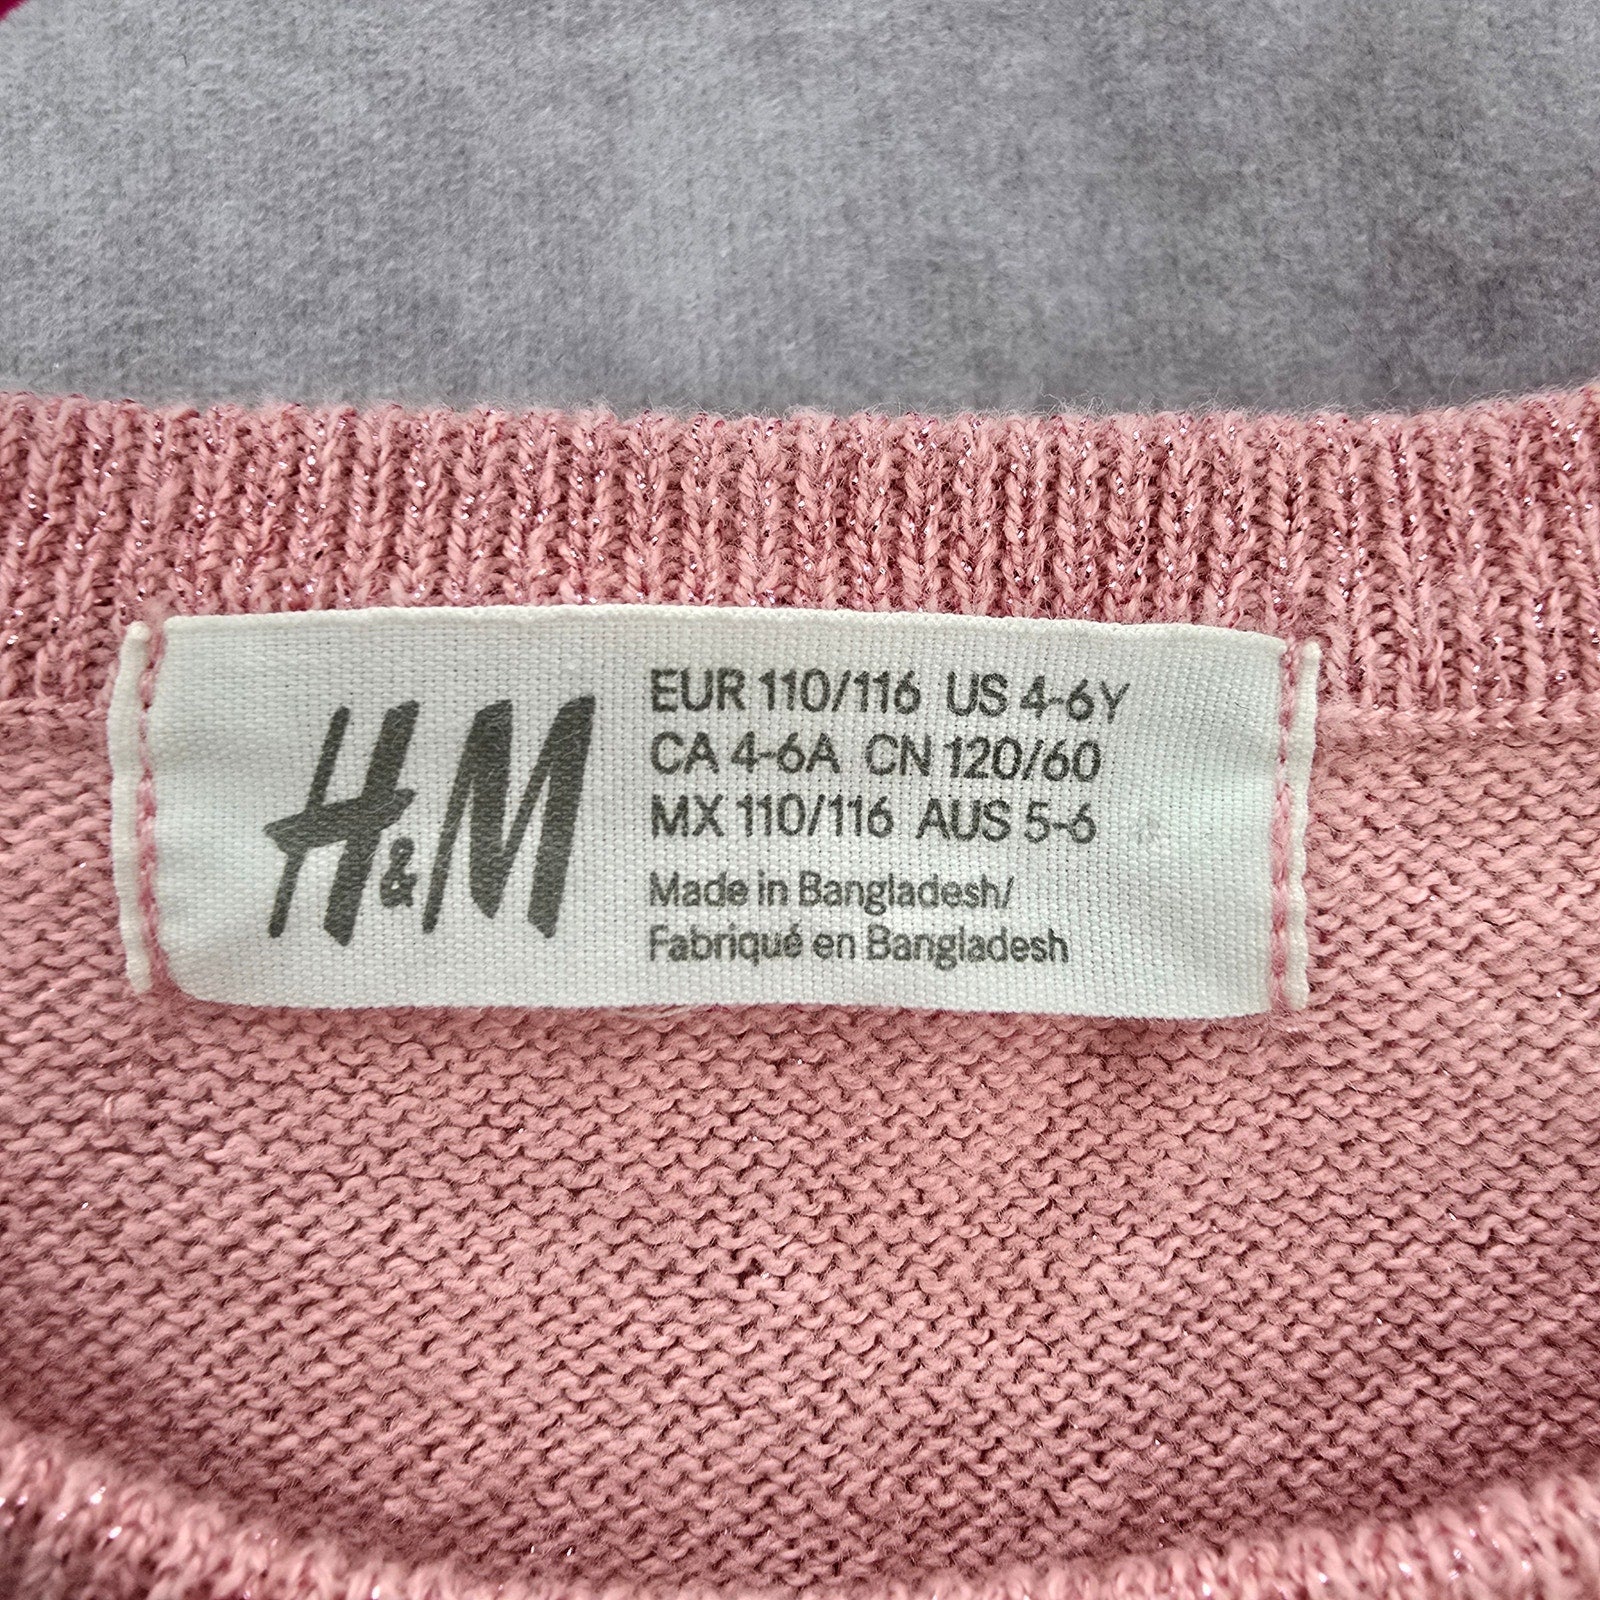 H&M
EUR 110/116 US 4-6Y
CA 4-6A CN 120/60
MX 110/116 AUS 5-6
Made in Bangladesh/
Fabriqué en Bangladesh